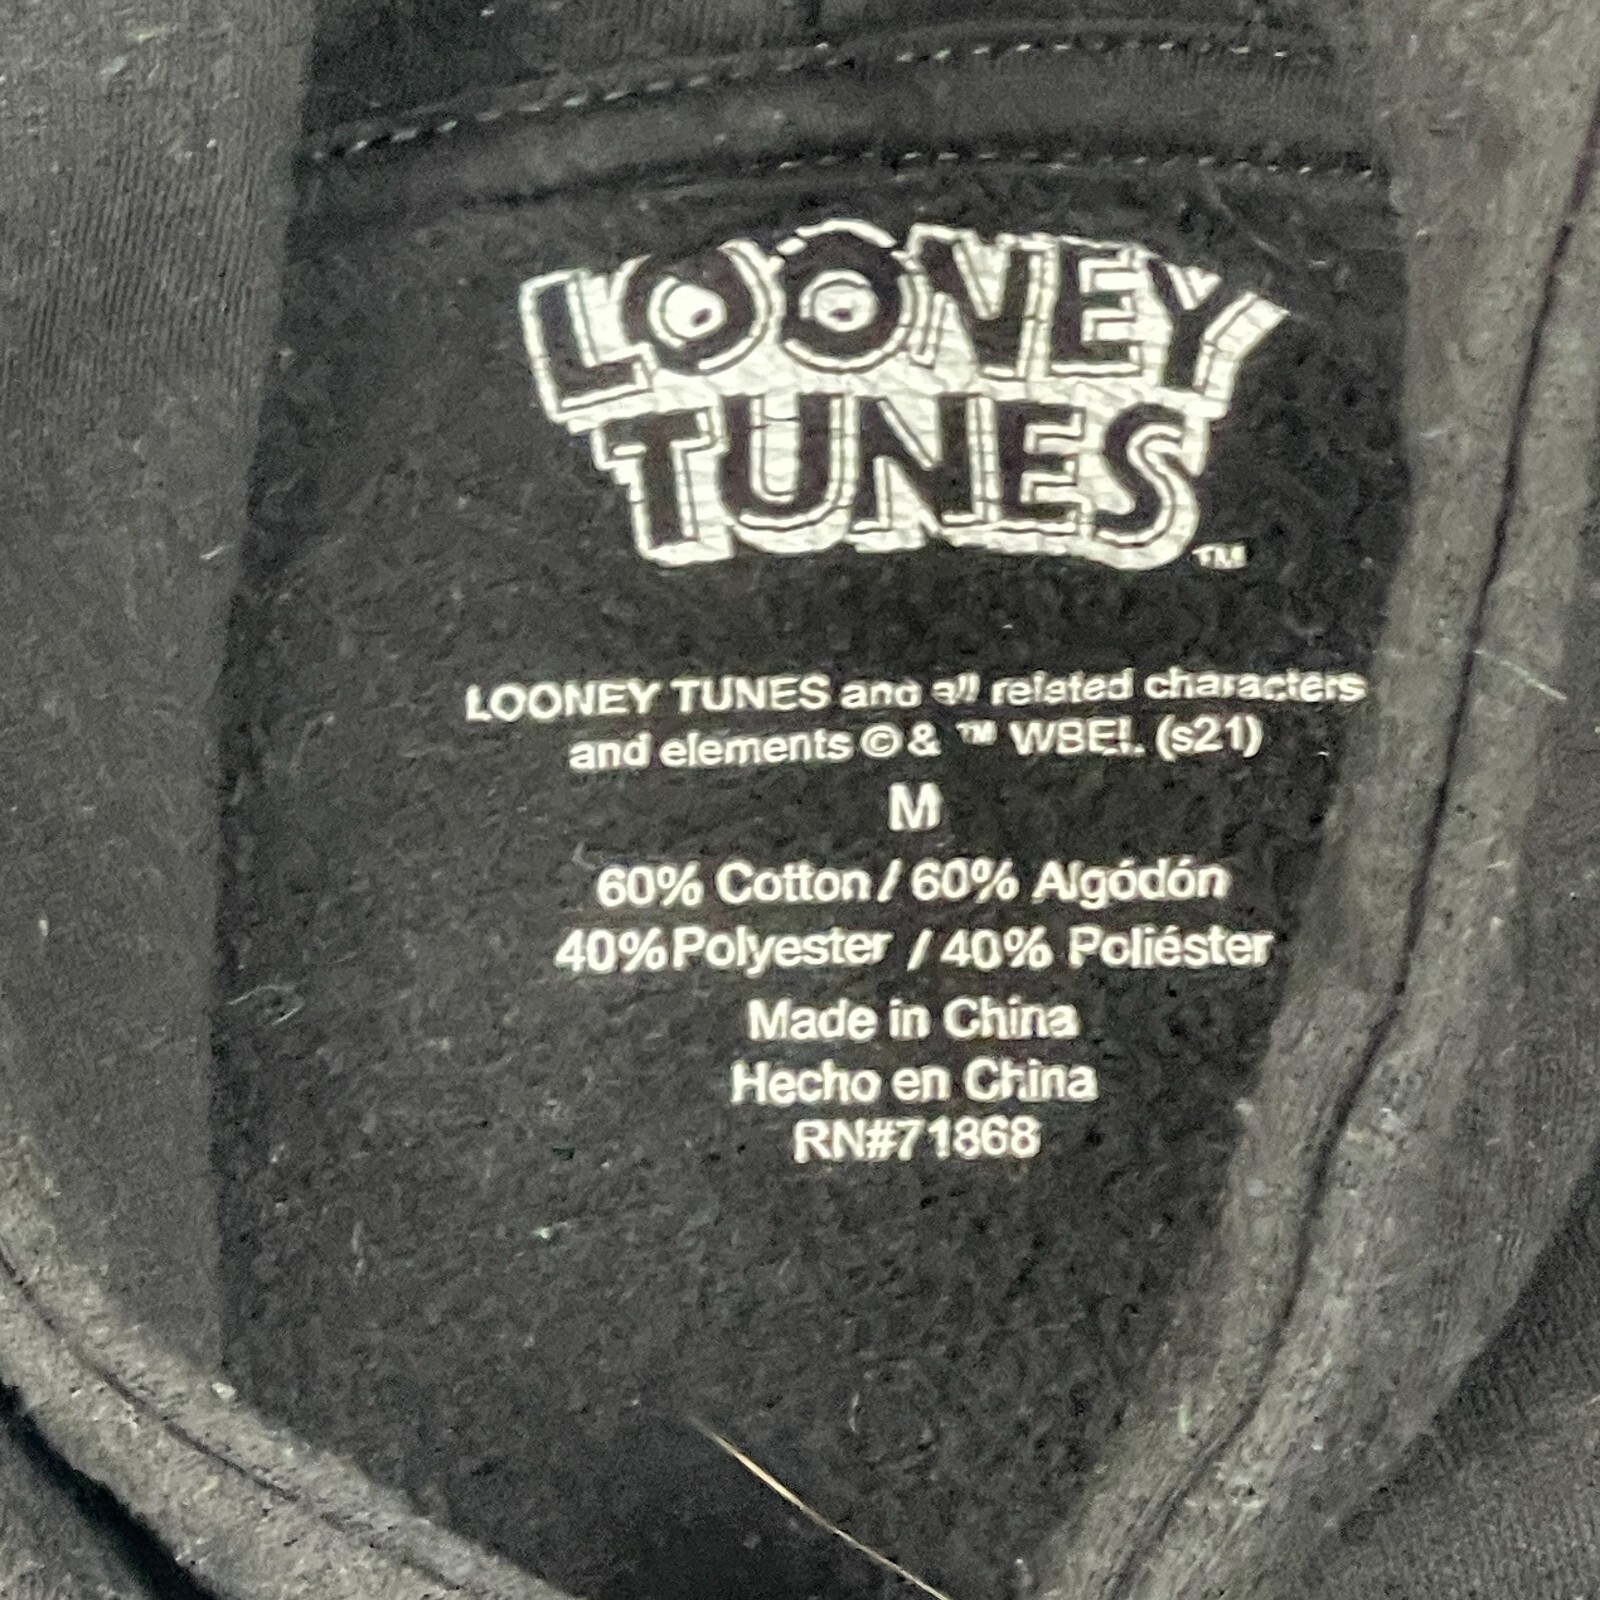 LOONEY
TUNES
TM
LOONEY TUNES and all related characters
and elements © & ™ WBEI. (s21)
M
60% Cotton / 60% Algódón
40% Polyester / 40% Poliéster
Made in China
Hecho en China
RN#71868